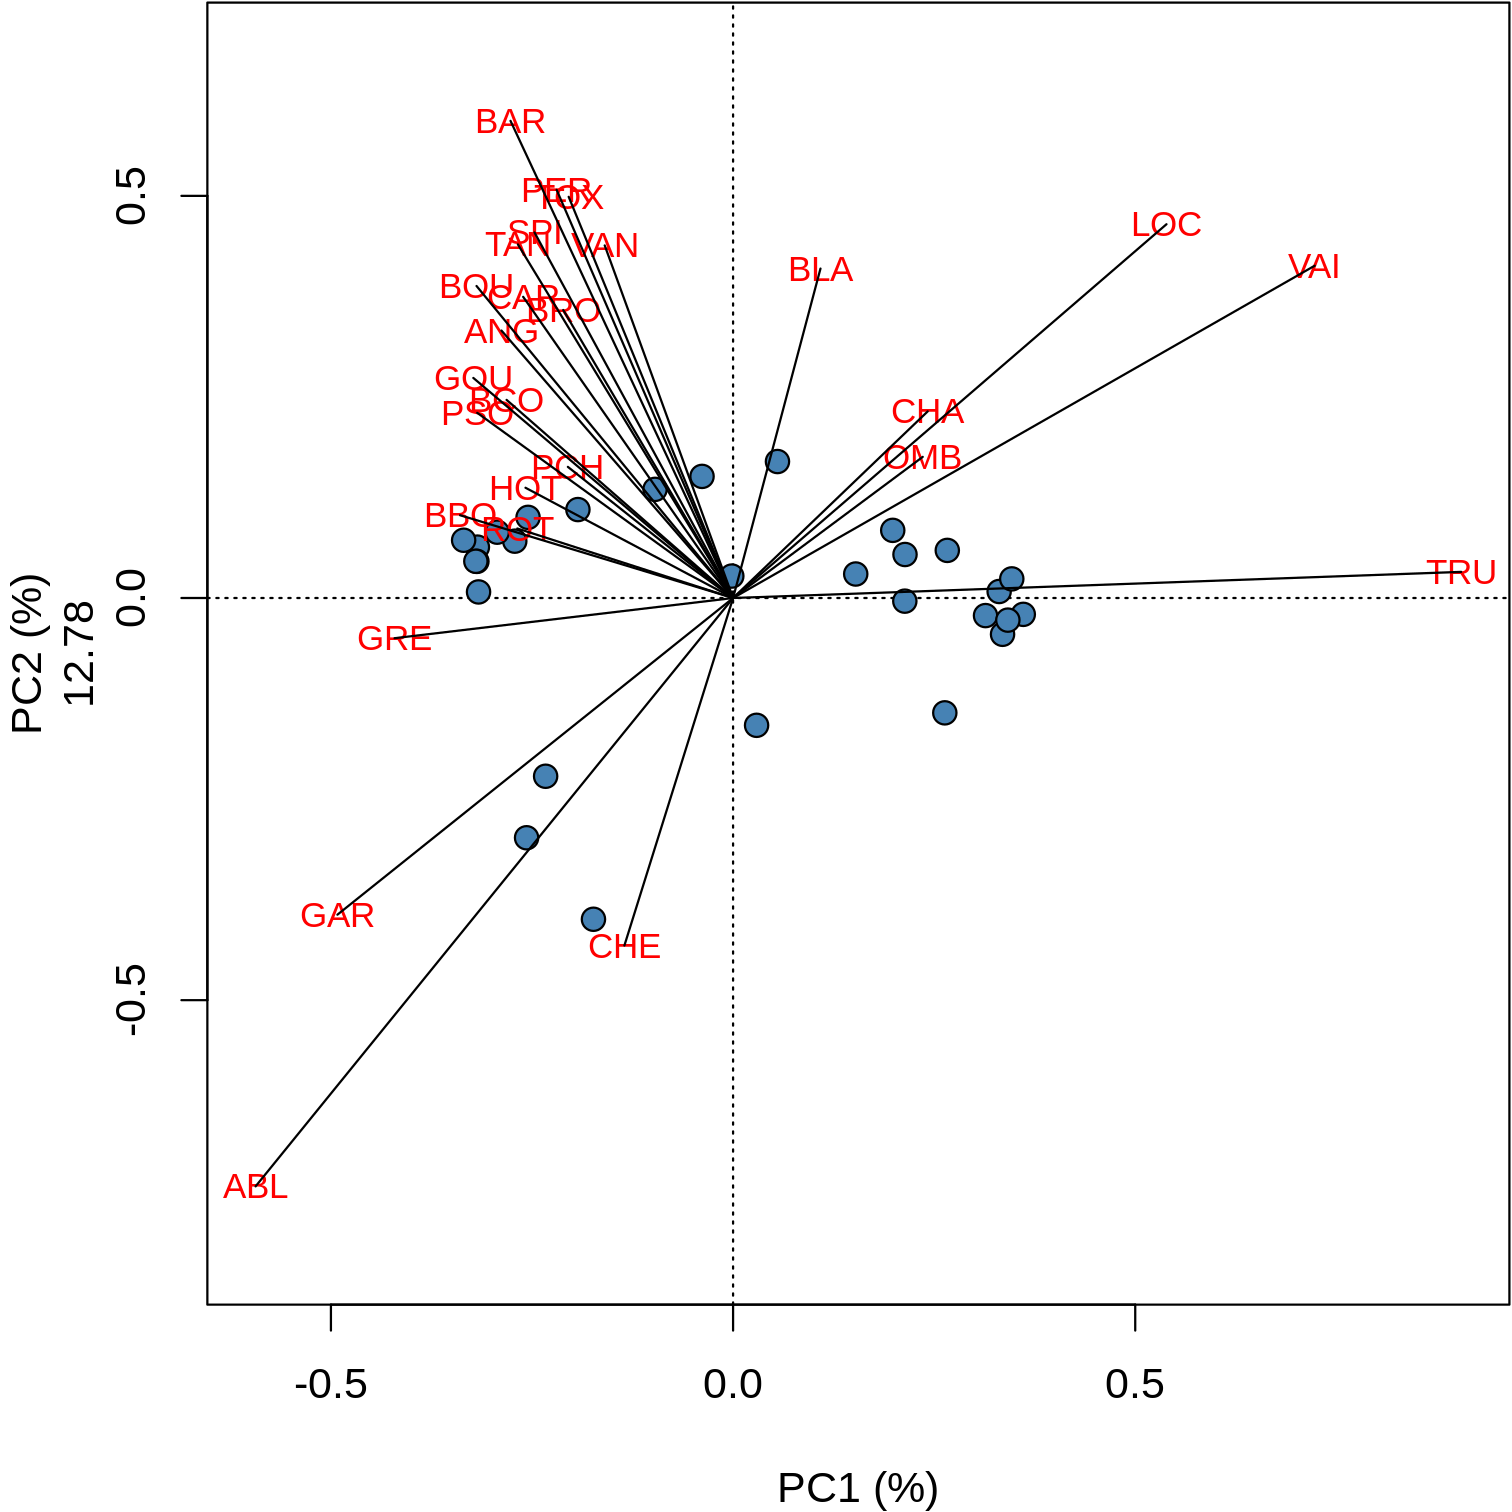 BAR
PER
TOX
SPI
TAN
VAN
LOC
VAI
BLA
BOU
CAR
BRO
ANG
GOU
BCO
PSO
CHA
OMB
PCH
HOT
BBO
ROT
TRU
GRE
GAR
CHE
ABL
0.5
0.0
-0.5
PC2 (%)
12.78
-0.5
0.0
0.5
PC1 (%)